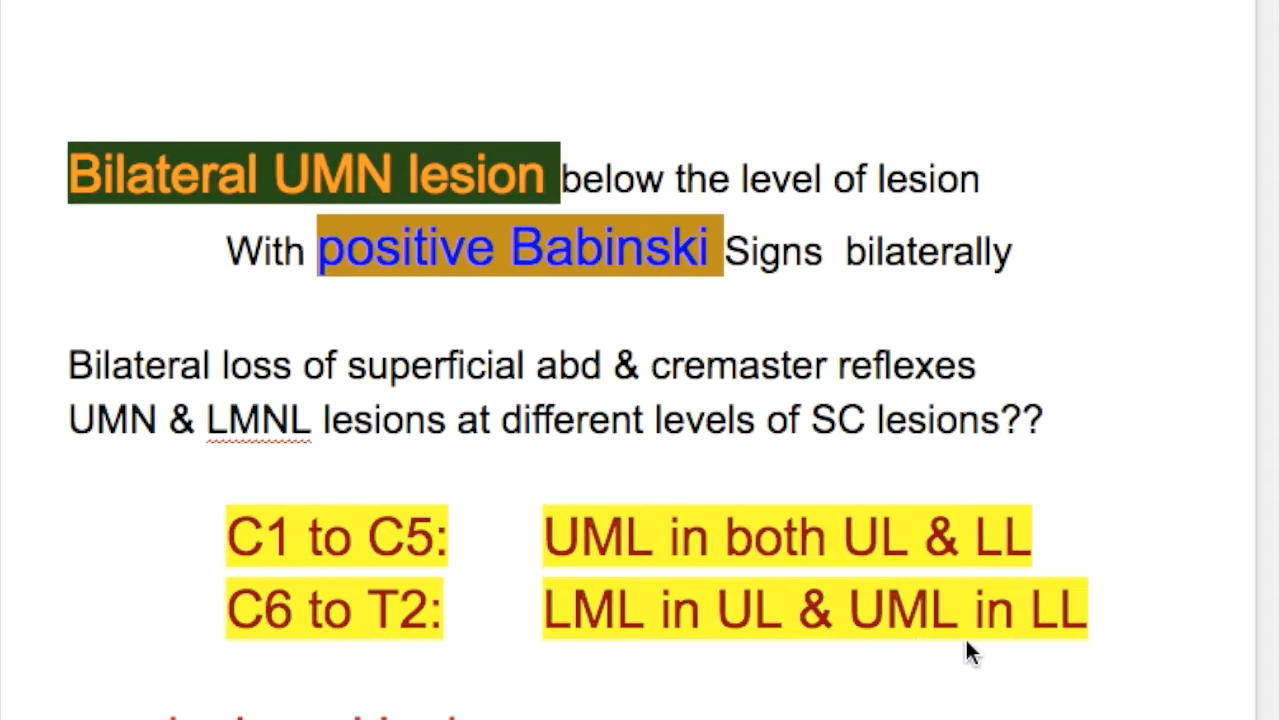 Bilateral UMN lesion below the level of lesion
With positive Babinski Signs bilaterally
Bilateral loss of superficial abd & cremaster reflexes
UMN & LMNL lesions at different levels of SC lesions??
C1 to C5: UML in both UL & LL
C6 to T2: LML in UL & UML in LL